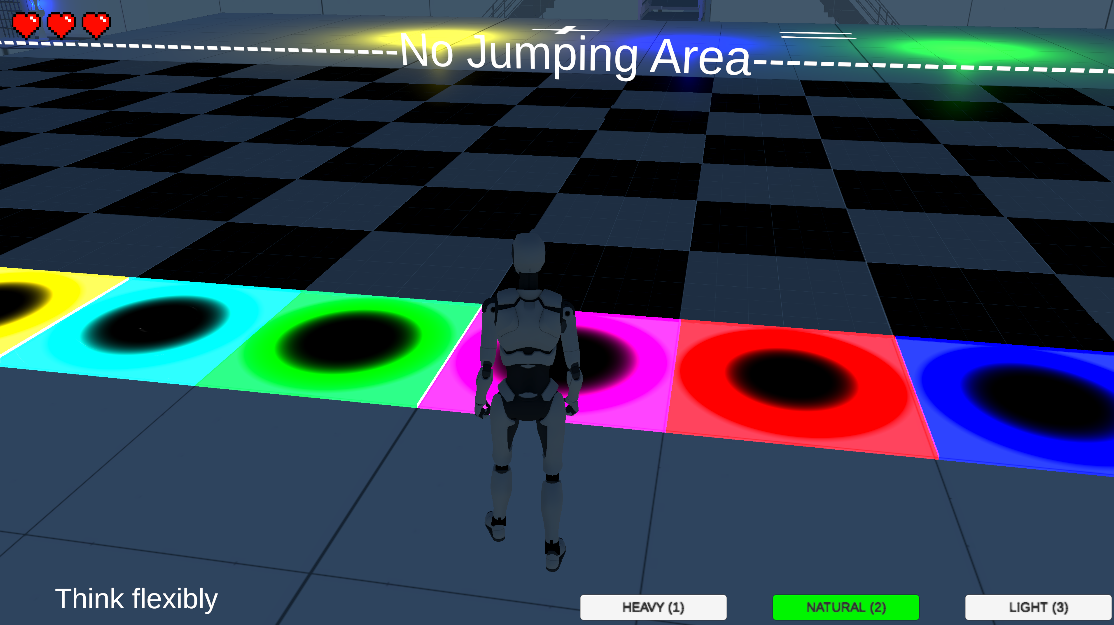 No Jumping Area
Think flexibly
HEAVY (1)
NATURAL (2)
LIGHT (3)